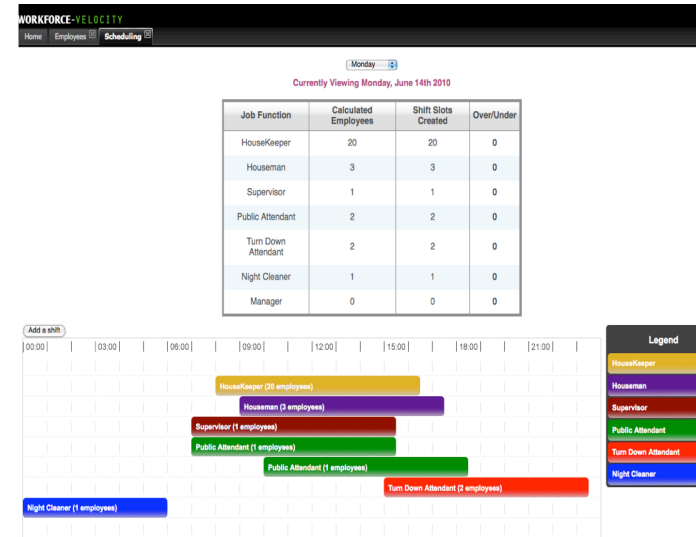 WORKFORCE-VELOCITY
Home Employees Scheduling
Monday
Currently Viewing Monday, June 14th 2010
Job Function Calculated Employees Shift Slots Created Over/Under
HouseKeeper 20 20 0
Houseman 3 3 0
Supervisor 1 1 0
Public Attendant 2 2 0
Turn Down Attendant 2 2 0
Night Cleaner 1 1 0
Manager 0 0 0
Add a shift
00:00 03:00 06:00 09:00 12:00 15:00 18:00 21:00
HouseKeeper (20 employees)
Houseman (3 employees)
Supervisor (1 employees)
Public Attendant (1 employees)
Public Attendant (1 employees)
Turn Down Attendant (2 employees)
Night Cleaner (1 employees)
Legend
HouseKeeper
Houseman
Supervisor
Public Attendant
Turn Down Attendant
Night Cleaner